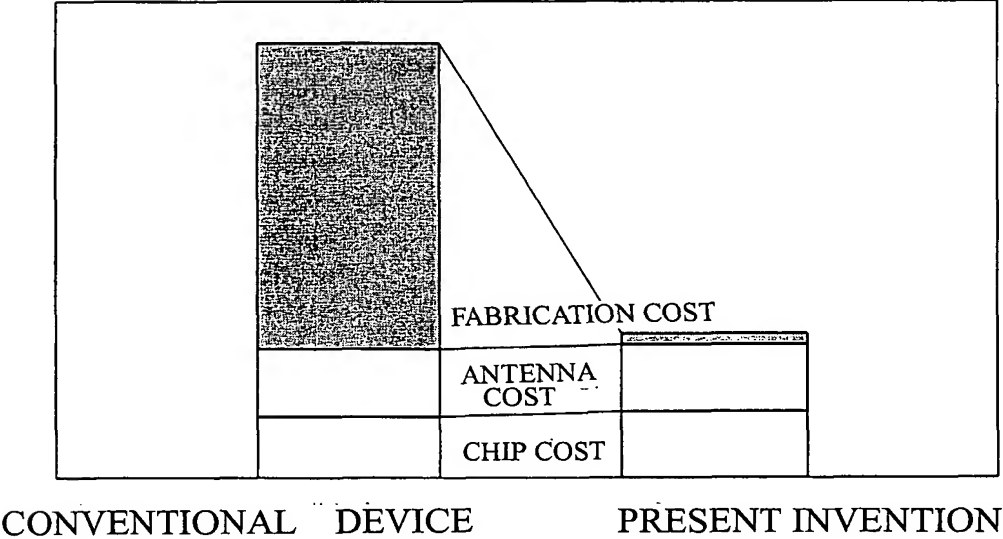 FABRICATION COST
ANTENNA
COST
CHIP COST
CONVENTIONAL DEVICE
PRESENT INVENTION